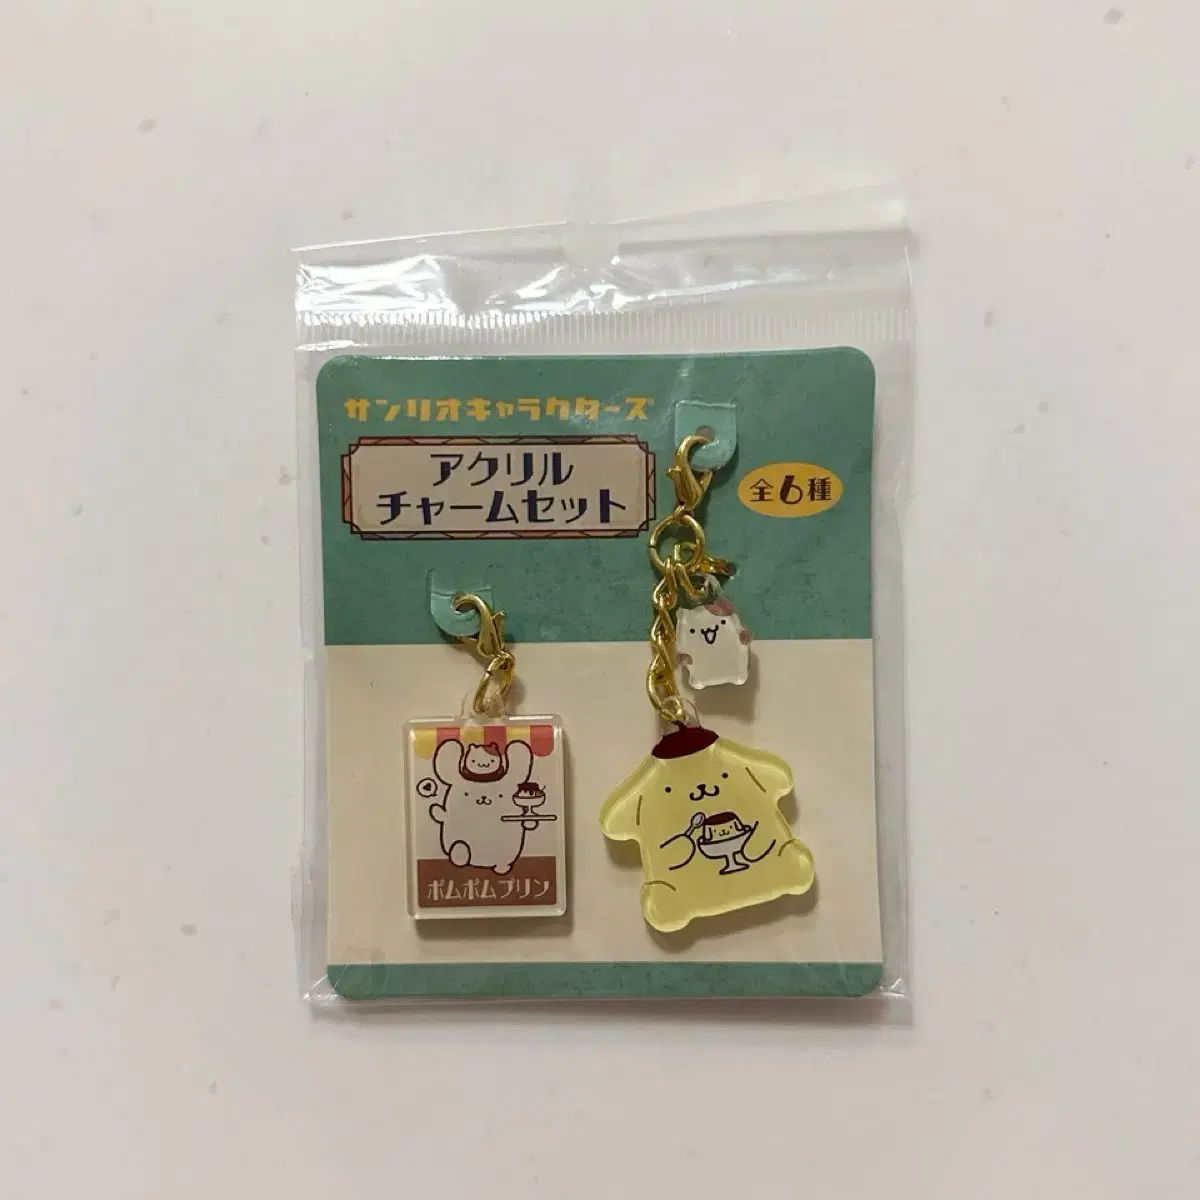 サンリオキャラクターズ
アクリル
チャームセット
全6種
ポムポムプリン